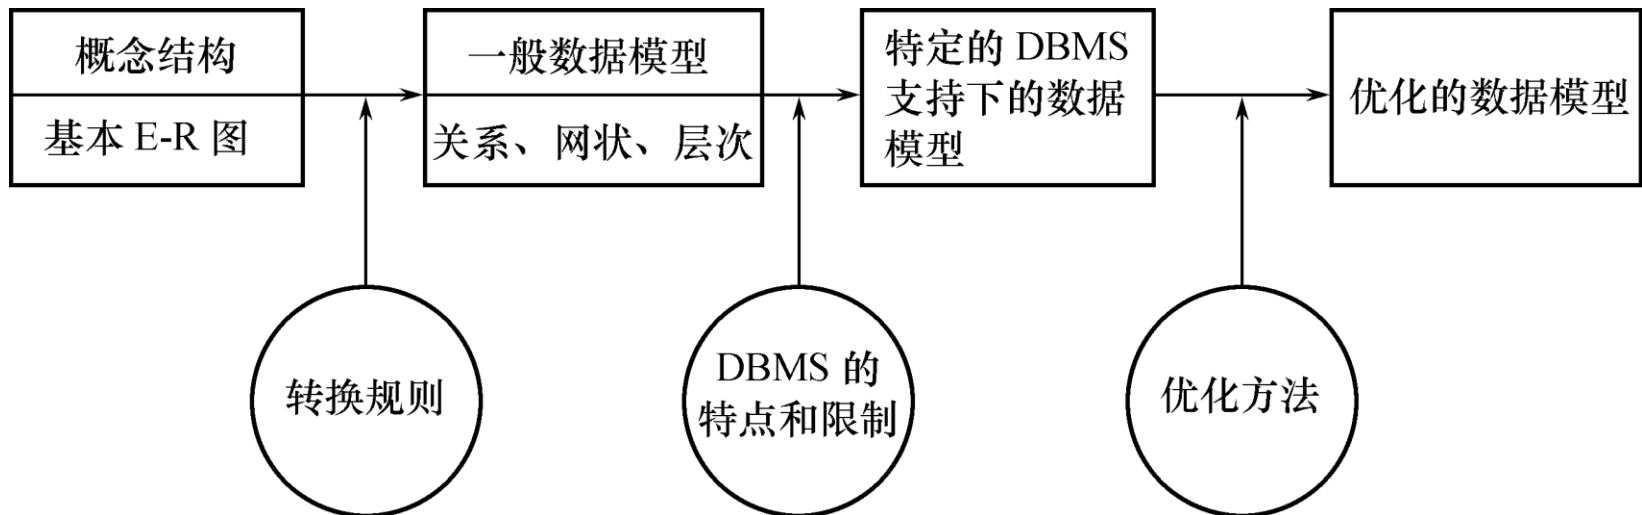 概念结构
基本 E-R 图
一般数据模型
关系、网状、层次
特定的 DBMS
支持下的数据
模型
优化的数据模型
转换规则
DBMS 的
特点和限制
优化方法